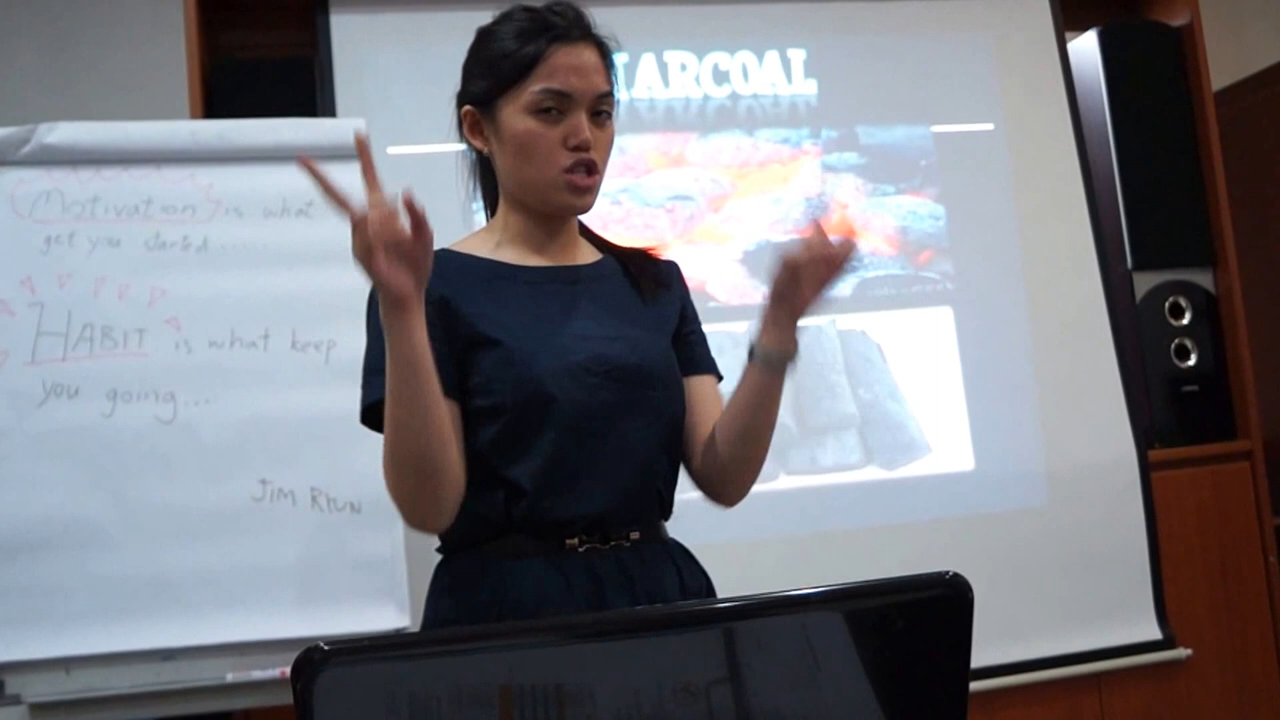 Motivation is what
get you started....
HABIT is what keep
you going...
JIM RYUN
HARCOAL